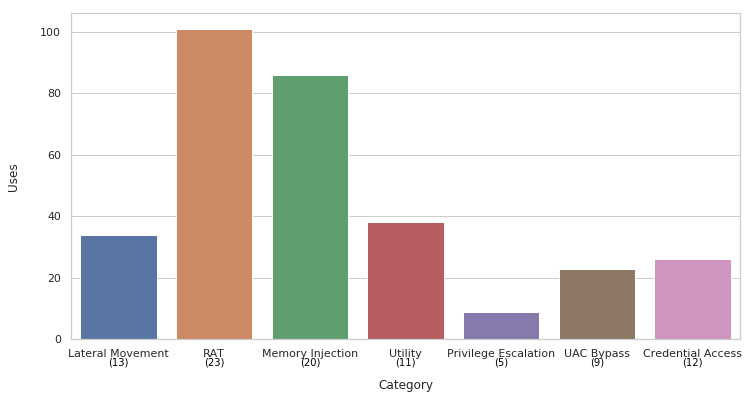 100
80
60
40
20
0
Uses
Lateral Movement RAT Memory Injection Utility Privilege Escalation UAC Bypass Credential Access
(13) (23) (20) (11) (5) (9) (12)
Category